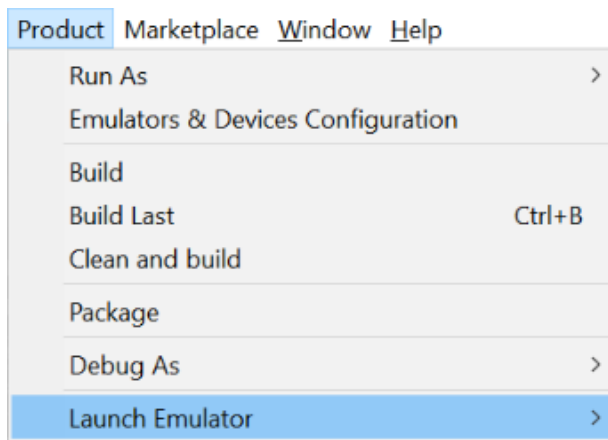 Product Marketplace Window Help
Run As >
Emulators & Devices Configuration
Build
Build Last Ctrl+B
Clean and build
Package
Debug As >
Launch Emulator >